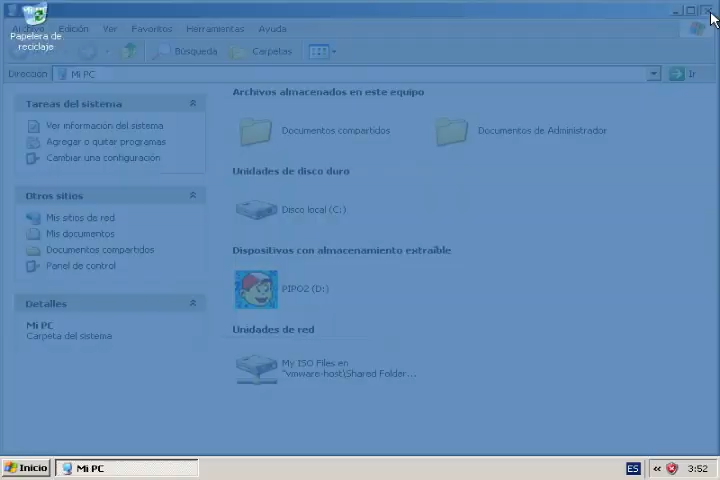 Archivo Edición Ver Favoritos Herramientas Ayuda
Papelera de
reciclaje
Búsqueda Carpetas
Dirección Mi PC Ir
Tareas del sistema
Ver información del sistema
Agregar o quitar programas
Cambiar una configuración
Otros sitios
Mis sitios de red
Mis documentos
Documentos compartidos
Panel de control
Detalles
Mi PC
Carpeta del sistema
Archivos almacenados en este equipo
Documentos compartidos
Documentos de Administrador
Unidades de disco duro
Disco local (C:)
Dispositivos con almacenamiento extraíble
PIPO2 (D:)
Unidades de red
My ISO Files en
"vmware-host\Shared Folder...
Inicio Mi PC ES « 3:52